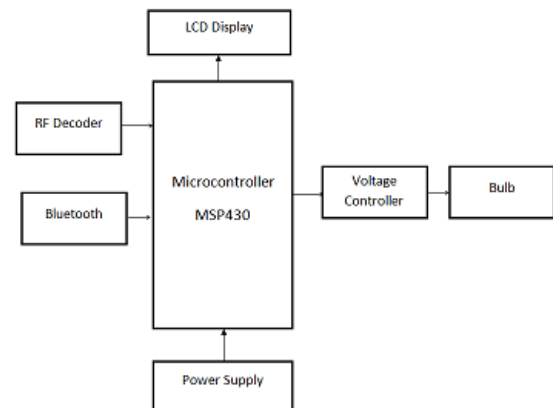 LCD Display
RF Decoder
Microcontroller
MSP430
Bluetooth
Voltage
Controller
Bulb
Power Supply